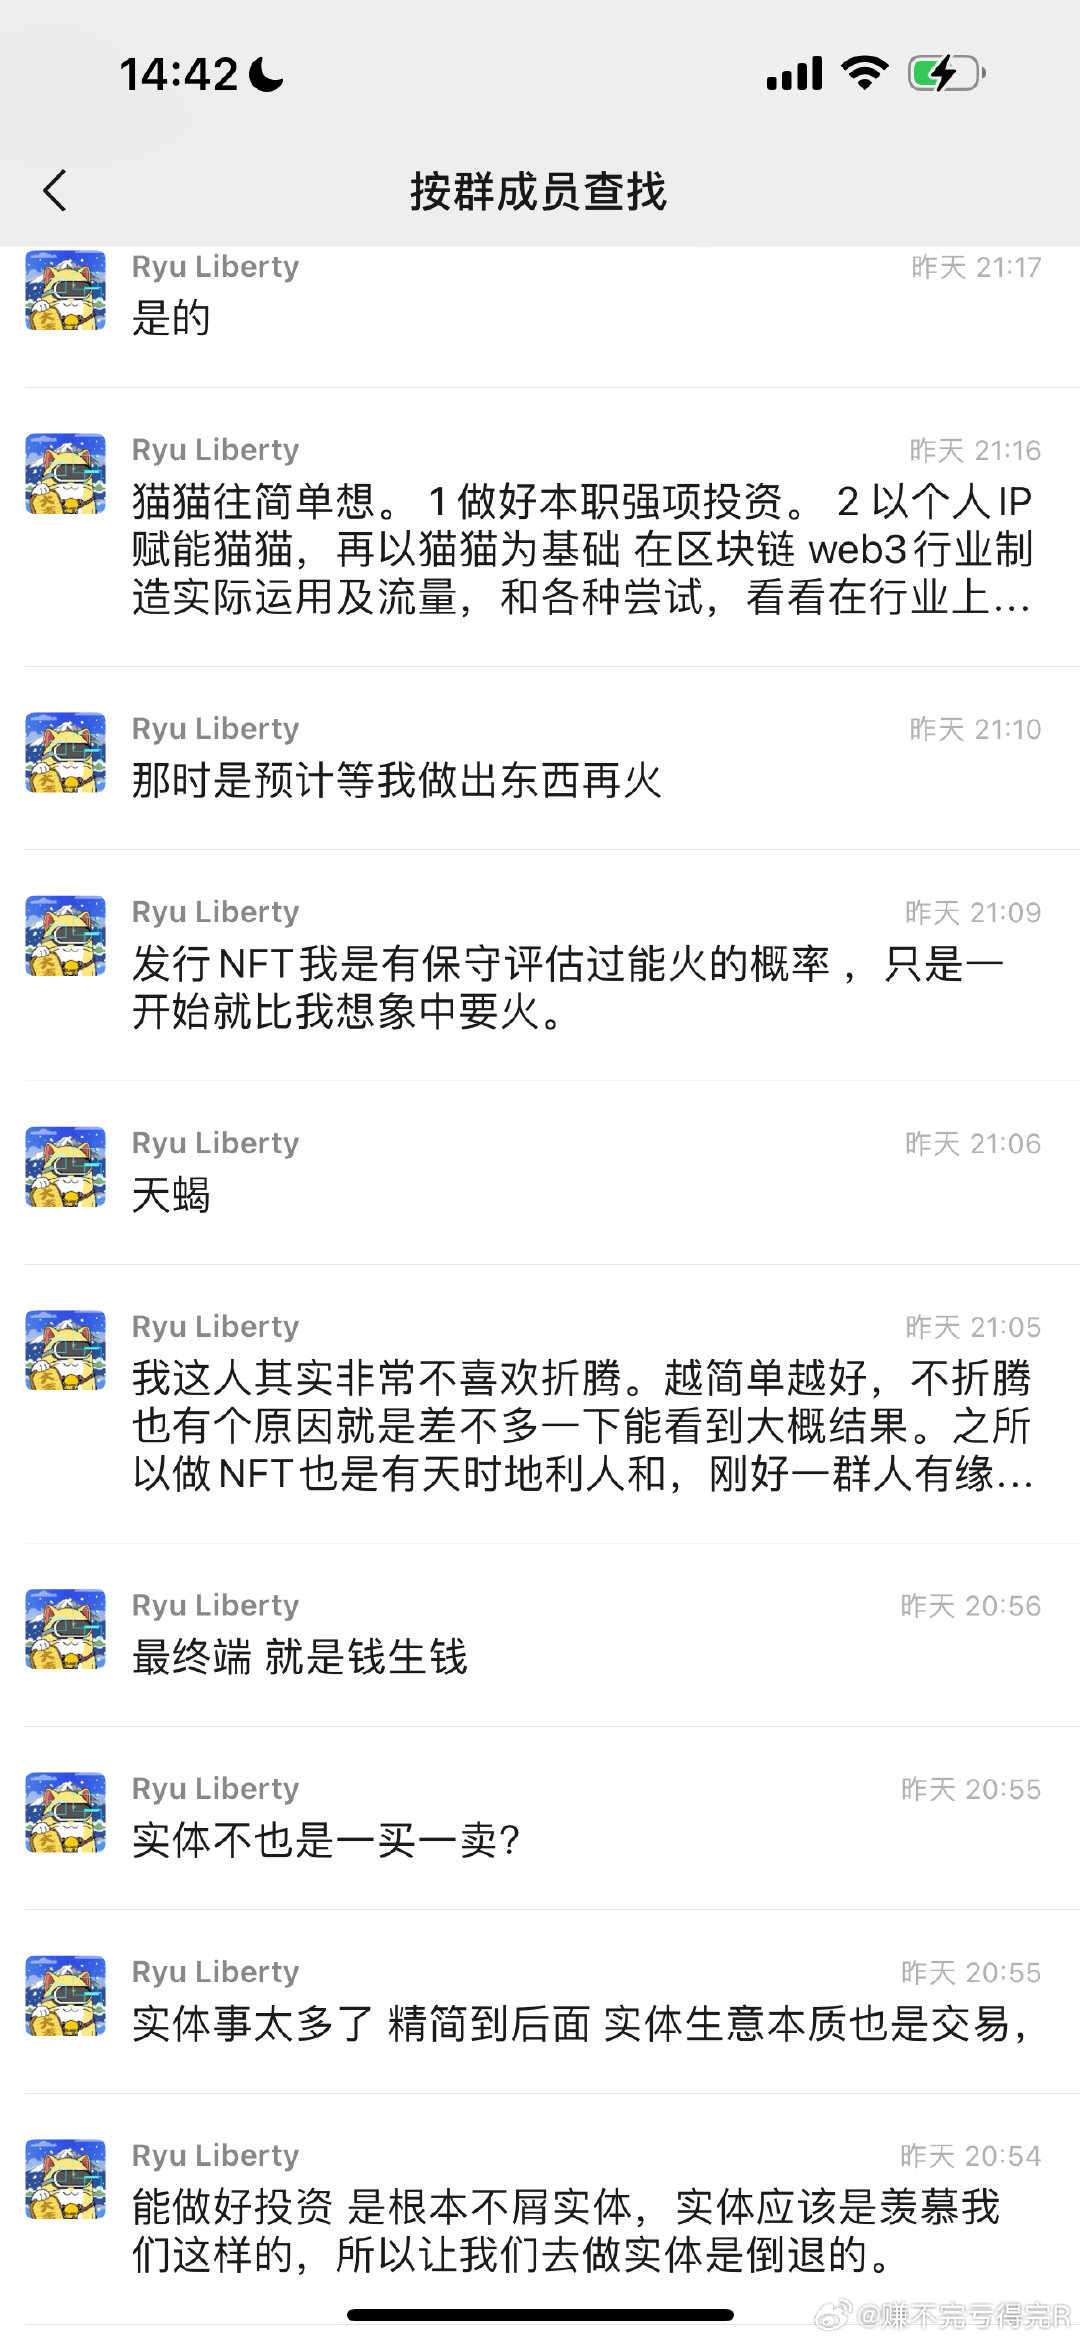 14:42
按群成员查找
Ryu Liberty 昨天 21:17
是的
Ryu Liberty 昨天 21:16
猫猫往简单想。 1 做好本职强项投资。 2 以个人IP
赋能猫猫，再以猫猫为基础 在区块链 web3行业制
造实际运用及流量，和各种尝试，看看在行业上...
Ryu Liberty 昨天 21:10
那时是预计等我做出东西再火
Ryu Liberty 昨天 21:09
发行NFT我是有保守评估过能火的概率 ，只是一
开始就比我想象中要火。
Ryu Liberty 昨天 21:06
天蝎
Ryu Liberty 昨天 21:05
我这人其实非常不喜欢折腾。越简单越好，不折腾
也有个原因就是差不多一下能看到大概结果。之所
以做NFT也是有天时地利人和，刚好一群人有缘...
Ryu Liberty 昨天 20:56
最终端 就是钱生钱
Ryu Liberty 昨天 20:55
实体不也是一买一卖?
Ryu Liberty 昨天 20:55
实体事太多了 精简到后面 实体生意本质也是交易，
Ryu Liberty 昨天 20:54
能做好投资 是根本不屑实体，实体应该是羡慕我
们这样的，所以让我们去做实体是倒退的。
@赚不完亏得完R